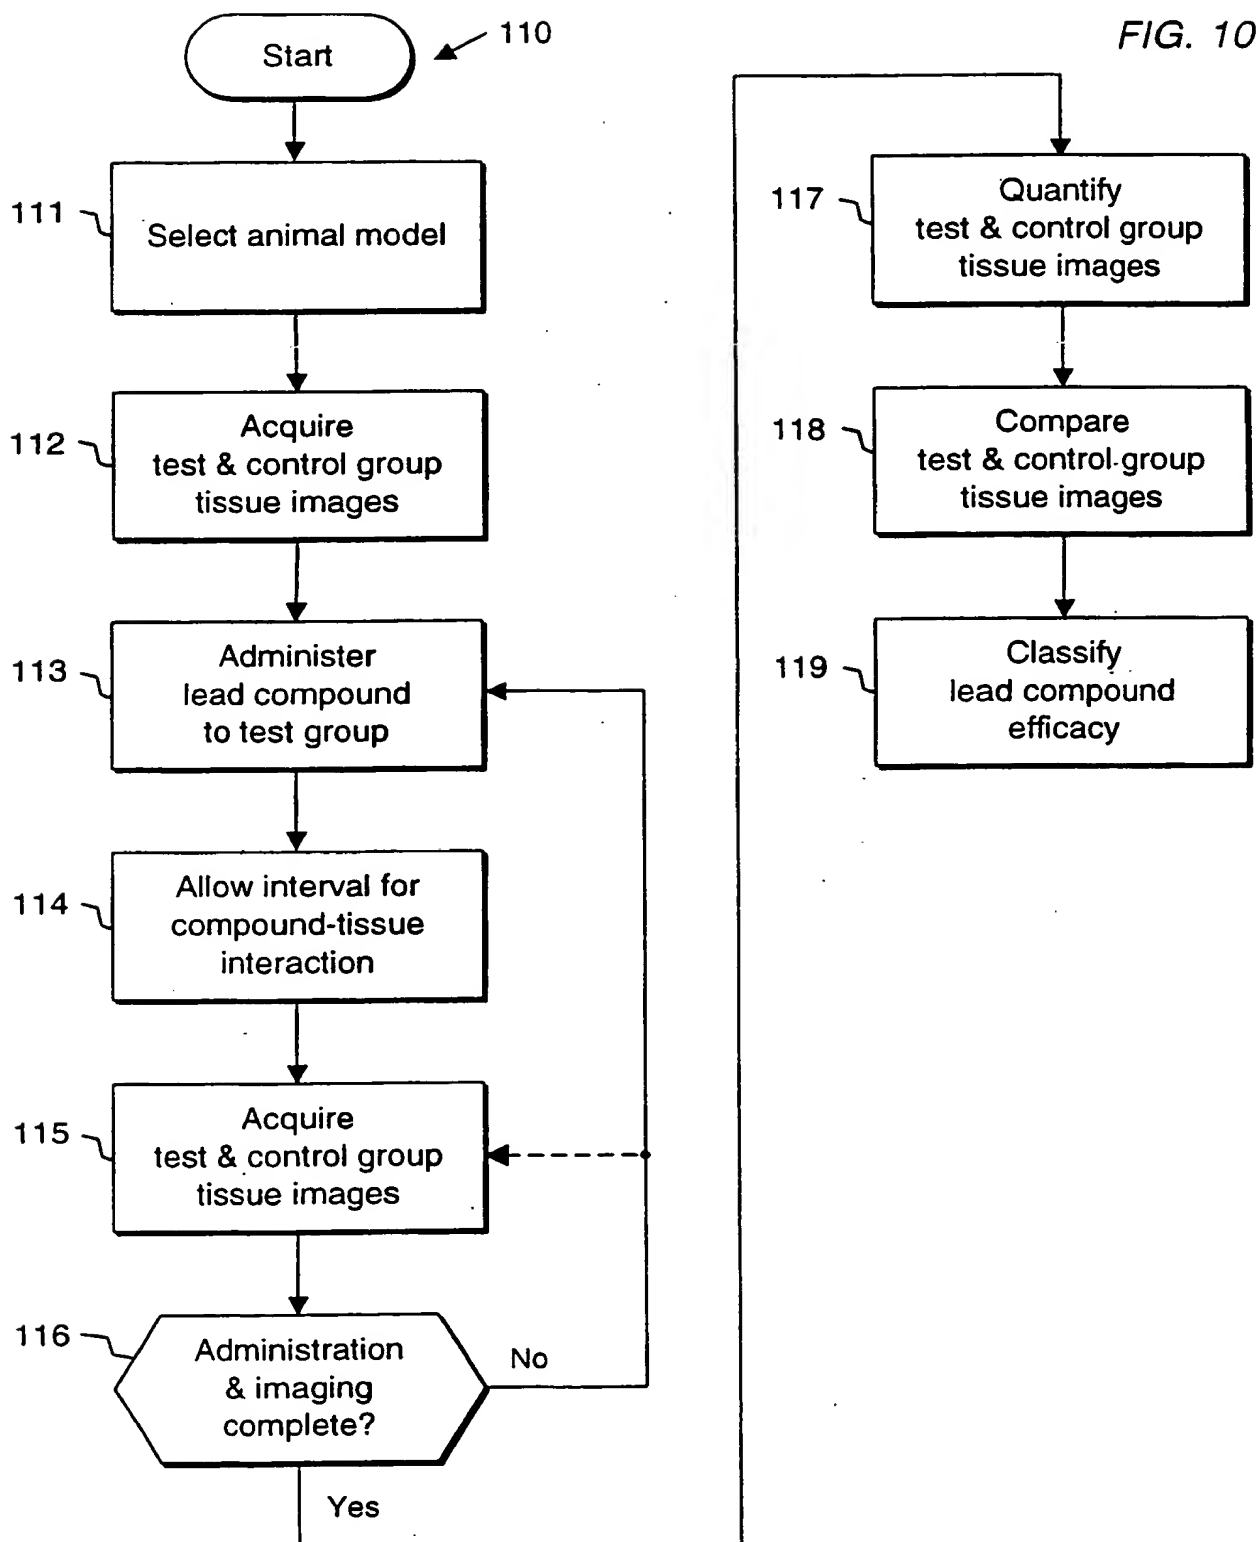 FIG. 10
Start
110
111
Select animal model
112
Acquire
test & control group
tissue images
113
Administer
lead compound
to test group
114
Allow interval for
compound-tissue
interaction
115
Acquire
test & control group
tissue images
116
Administration
& imaging
complete?
No
Yes
117
Quantify
test & control group
tissue images
118
Compare
test & control group
tissue images
119
Classify
lead compound
efficacy